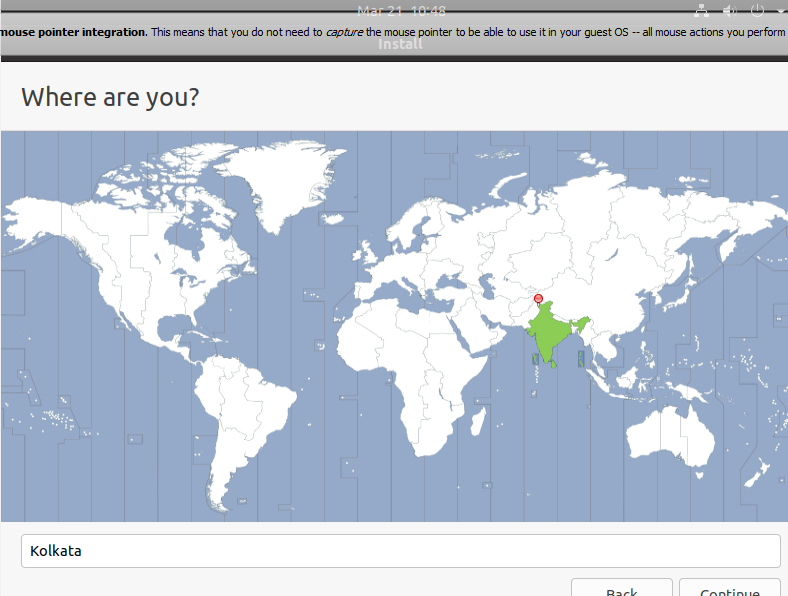 Mar 21 10:48
mouse pointer integration. This means that you do not need to capture the mouse pointer to be able to use it in your guest OS -- all mouse actions you perform
Install
Where are you?
Kolkata
Back
Continue